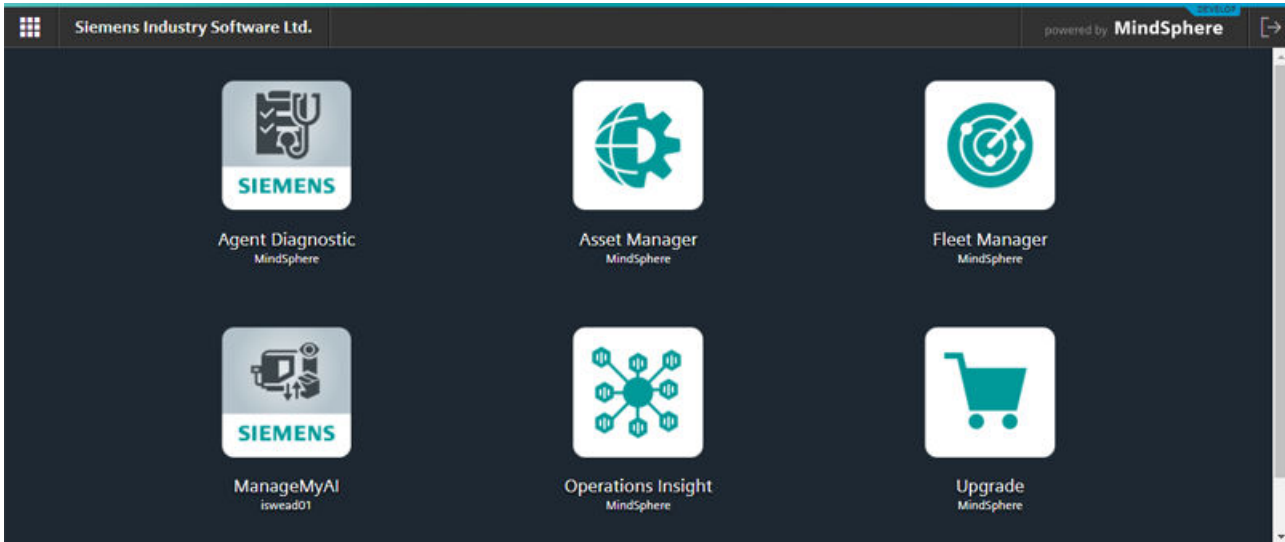 DEVELOP
Siemens Industry Software Ltd.
powered by MindSphere
SIEMENS
Agent Diagnostic
MindSphere
Asset Manager
MindSphere
Fleet Manager
MindSphere
SIEMENS
ManageMyAI
iswead01
Operations Insight
MindSphere
Upgrade
MindSphere